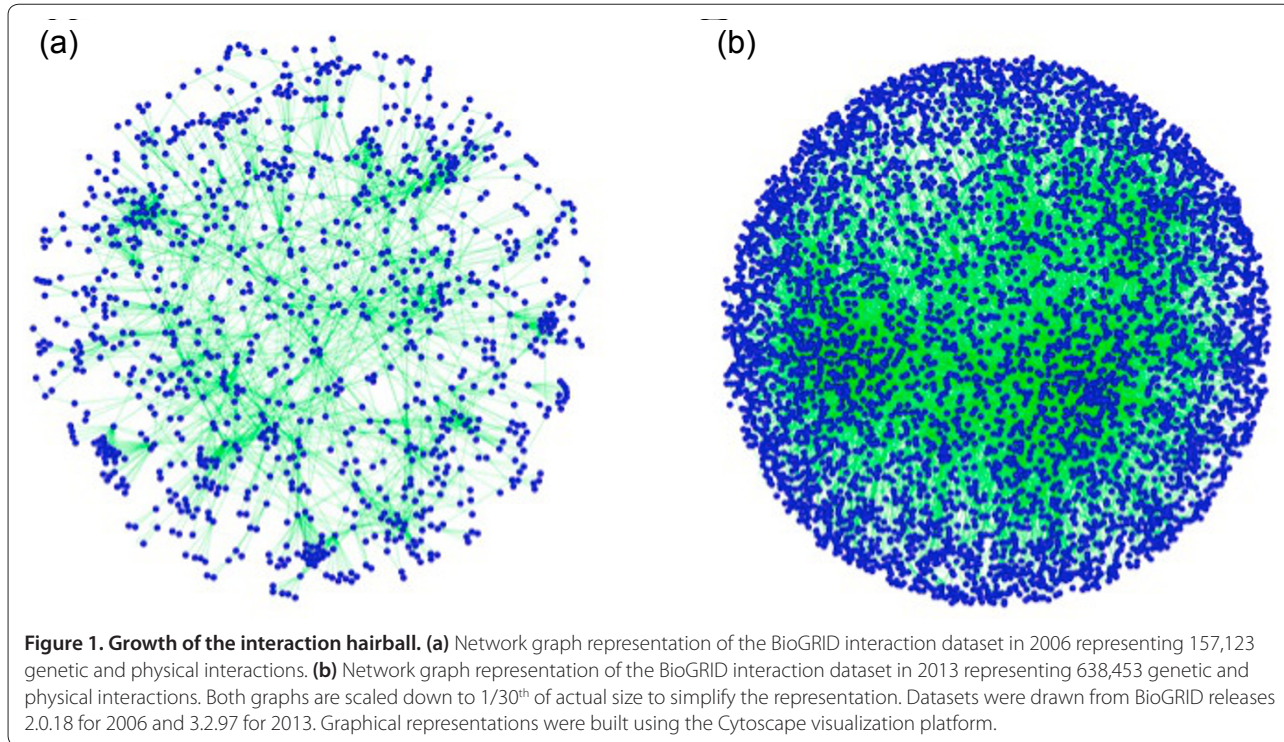 (a)
(b)
Figure 1. Growth of the interaction hairball. (a) Network graph representation of the BioGRID interaction dataset in 2006 representing 157,123
genetic and physical interactions. (b) Network graph representation of the BioGRID interaction dataset in 2013 representing 638,453 genetic and
physical interactions. Both graphs are scaled down to 1/30th of actual size to simplify the representation. Datasets were drawn from BioGRID releases
2.0.18 for 2006 and 3.2.97 for 2013. Graphical representations were built using the Cytoscape visualization platform.